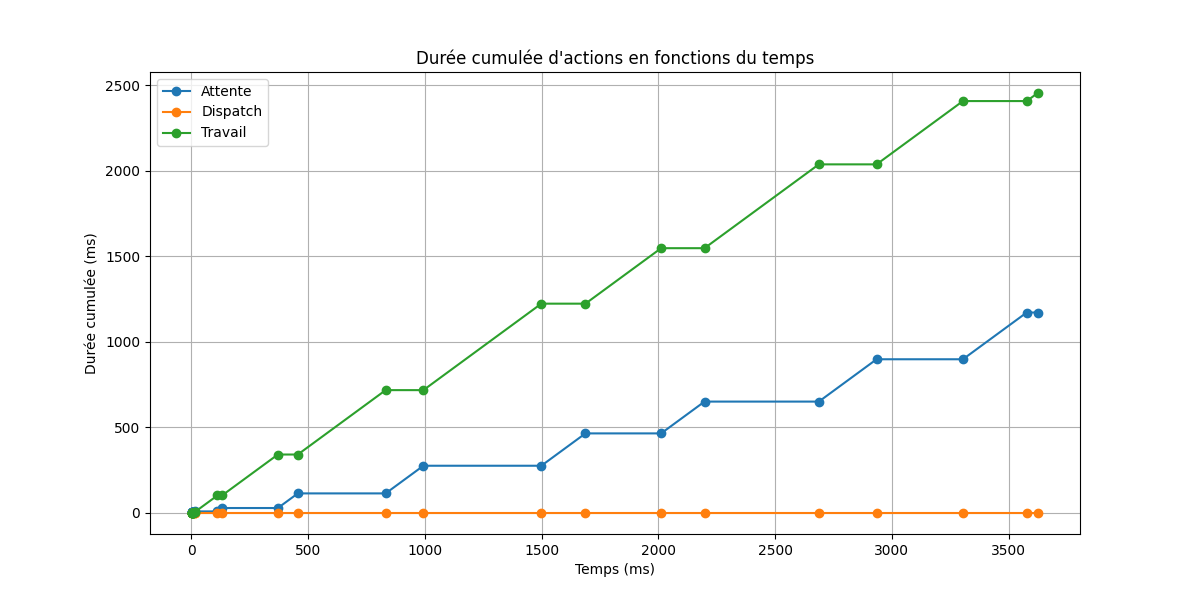 Durée cumulée d'actions en fonctions du temps
Attente
Dispatch
Travail
Durée cumulée (ms)
2500
2000
1500
1000
500
0
0 500 1000 1500 2000 2500 3000 3500
Temps (ms)